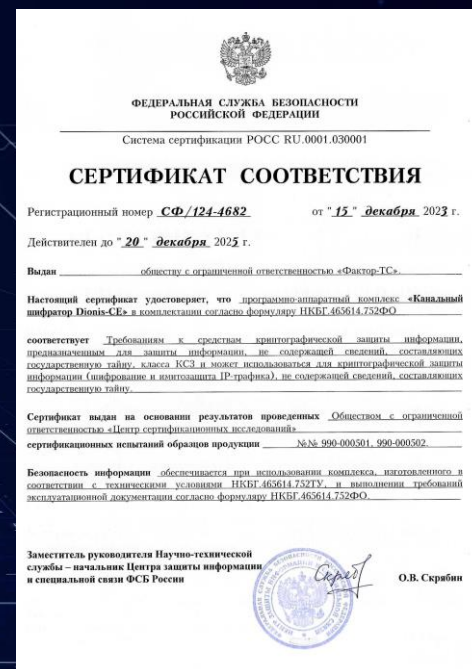 ФЕДЕРАЛЬНАЯ СЛУЖБА БЕЗОПАСНОСТИ
РОССИЙСКОЙ ФЕДЕРАЦИИ
Система сертификации РОСС RU.0001.030001
СЕРТИФИКАТ СООТВЕТСТВИЯ
Регистрационный номер СФ/124-4682 от "15" декабря 2023 г.
Действителен до "20" декабря 2025 г.
Выдан обществу с ограниченной ответственностью «Фактор-ТС».
Настоящий сертификат удостоверяет, что программно-аппаратный комплекс «Канальный
шифратор Dionis-CE» в комплектации согласно формуляру НКБГ.465614.752ФО
соответствует Требованиям к средствам криптографической защиты информации,
предназначенным для защиты информации, не содержащей сведений, составляющих
государственную тайну, класса КС3 и может использоваться для криптографической защиты
информации (шифрование и имитозащита IP-трафика), не содержащей сведений, составляющих
государственную тайну.
Сертификат выдан на основании результатов проведенных Обществом с ограниченной
ответственностью «Центр сертификационных исследований»
сертификационных испытаний образцов продукции №№ 990-000501, 990-000502.
Безопасность информации обеспечивается при использовании комплекса, изготовленного в
соответствии с техническими условиями НКБГ.465614.752ТУ, и выполнении требований
эксплуатационной документации согласно формуляру НКБГ.465614.752ФО.
Заместитель руководителя Научно-технической
службы – начальник Центра защиты информации
и специальной связи ФСБ России О.В. Скрябин